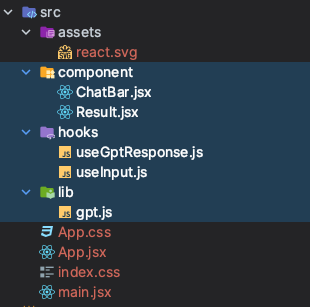 src
assets
react.svg
component
ChatBar.jsx
Result.jsx
hooks
useGptResponse.js
useInput.js
lib
gpt.js
App.css
App.jsx
index.css
main.jsx